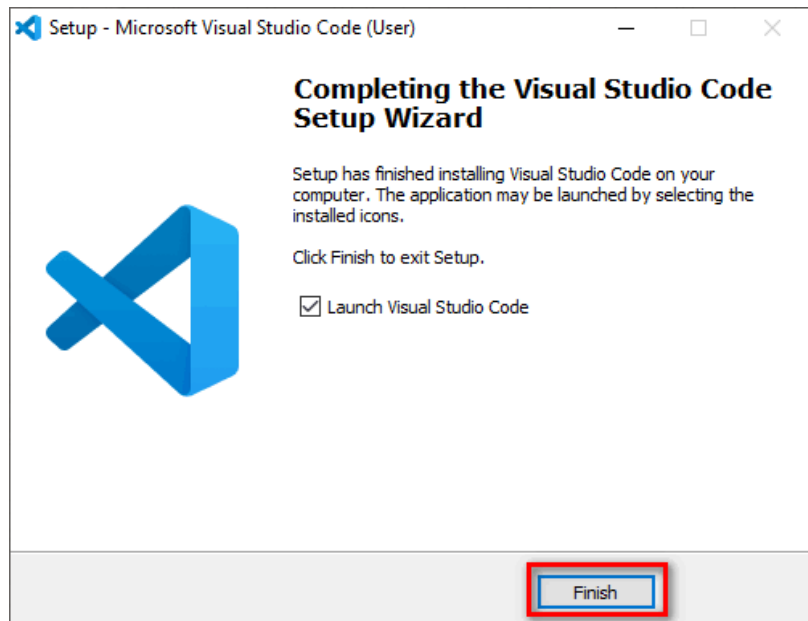 Setup - Microsoft Visual Studio Code (User)
Completing the Visual Studio Code
Setup Wizard
Setup has finished installing Visual Studio Code on your
computer. The application may be launched by selecting the
installed icons.
Click Finish to exit Setup.
Launch Visual Studio Code
Finish